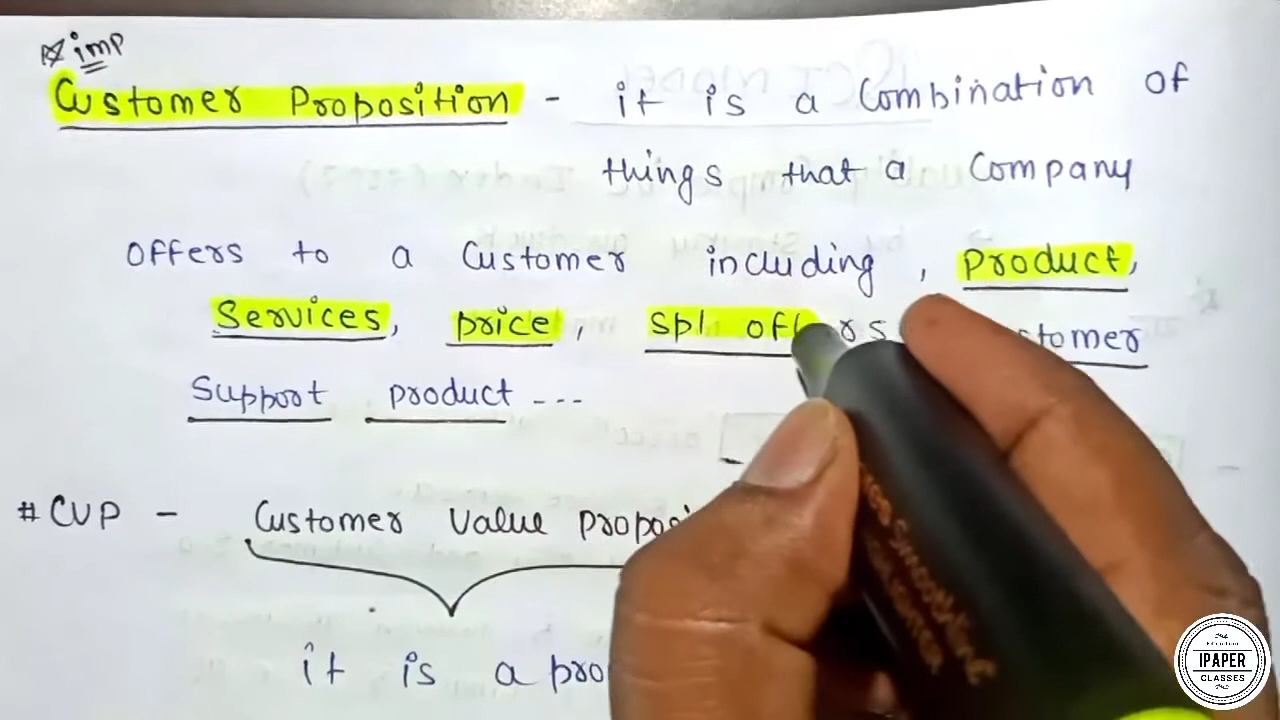 imp
Customer Proposition - it is a Combination of
things that a Company
offers to a Customer including, product,
Services, price, spl offers
Support product ---
# CVP - Customer Value
it is a
IPAPER
CLASSES